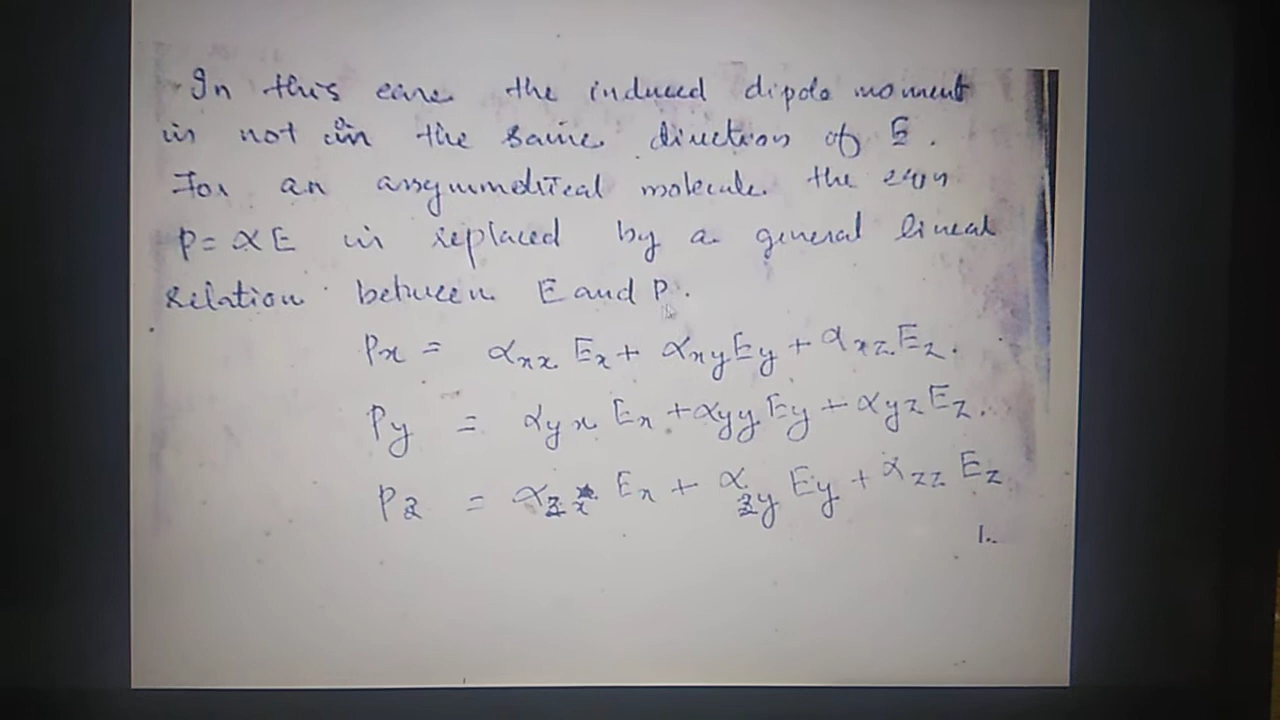 In this case the induced dipole moment
is not in the same direction of E.
For an assymmetrical molecule the eqn
P = αE is replaced by a general linear
relation between E and P.
Px = αxx Ex + αxy Ey + αxz Ez.
Py = αyx Ex + αyy Ey + αyz Ez.
Pz = αzx Ex + αzy Ey + αzz Ez
1.